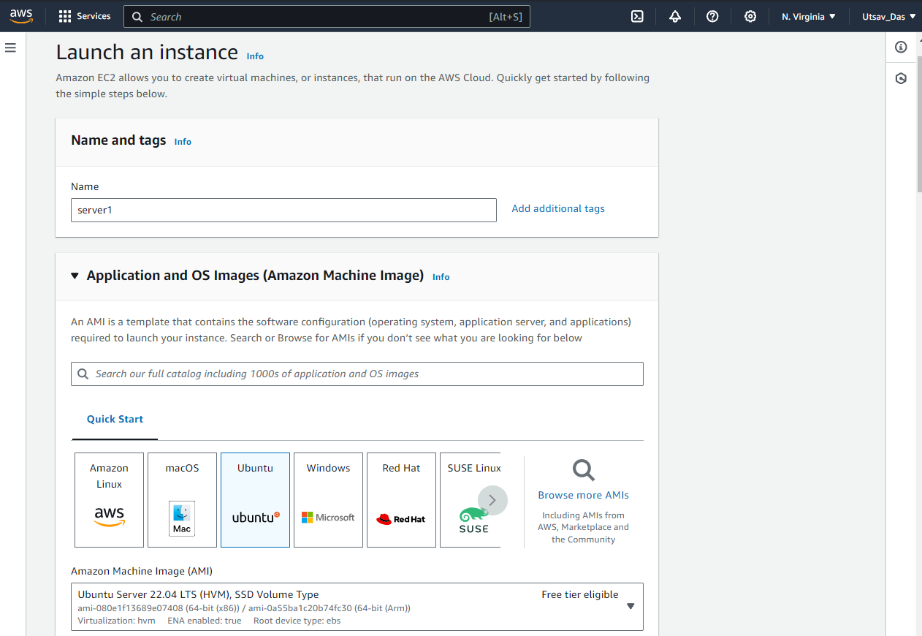 aws
Services
Search
[Alt+S]
N. Virginia
Utsav_Das
Launch an instance Info
Amazon EC2 allows you to create virtual machines, or instances, that run on the AWS Cloud. Quickly get started by following
the simple steps below.
Name and tags Info
Name
server1
Add additional tags
Application and OS Images (Amazon Machine Image) Info
An AMI is a template that contains the software configuration (operating system, application server, and applications)
required to launch your instance. Search or Browse for AMIs if you don't see what you are looking for below
Search our full catalog including 1000s of application and OS images
Quick Start
Amazon
Linux
aws
macOS
Mac
Ubuntu
ubuntu
Windows
Microsoft
Red Hat
Red Hat
SUSE Linux
SUSE
Browse more AMIs
Including AMIs from
AWS, Marketplace and
the Community
Amazon Machine Image (AMI)
Ubuntu Server 22.04 LTS (HVM), SSD Volume Type
Free tier eligible
ami-080e1f13689e07408 (64-bit (x86)) / ami-0a55ba1c20b74fc30 (64-bit (Arm))
Virtualization: hvm ENA enabled: true Root device type: ebs